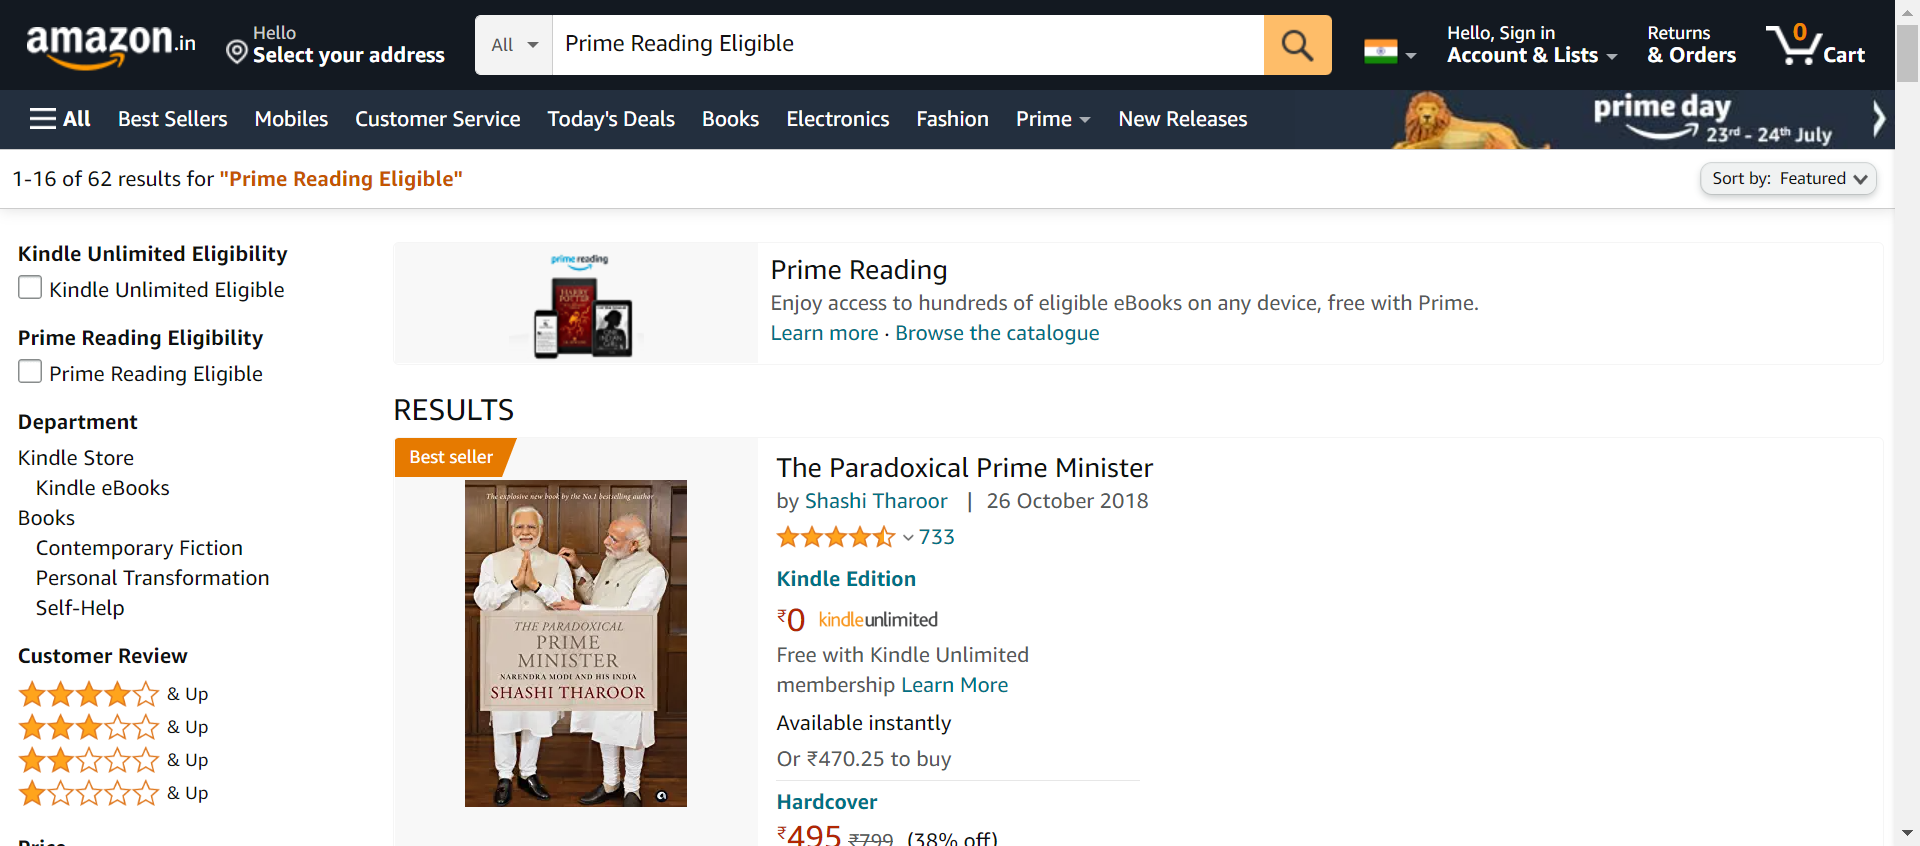 amazon.in
Hello
Select your address
All
Prime Reading Eligible
Hello, Sign in
Account & Lists
Returns
& Orders
0
Cart
All
Best Sellers
Mobiles
Customer Service
Today's Deals
Books
Electronics
Fashion
Prime
New Releases
prime day
23rd - 24th July
1-16 of 62 results for "Prime Reading Eligible"
Sort by: Featured
Kindle Unlimited Eligibility
Kindle Unlimited Eligible
Prime Reading Eligibility
Prime Reading Eligible
Department
Kindle Store
Kindle eBooks
Books
Contemporary Fiction
Personal Transformation
Self-Help
Customer Review
& Up
& Up
& Up
& Up
Price
prime reading
HARRY
POTTER
Prime Reading
Enjoy access to hundreds of eligible eBooks on any device, free with Prime.
Learn more · Browse the catalogue
RESULTS
Best seller
The explosive new book by the No.1 bestselling author
THE PARADOXICAL
PRIME
MINISTER
NARENDRA MODI AND HIS INDIA
SHASHI THAROOR
The Paradoxical Prime Minister
by Shashi Tharoor | 26 October 2018
733
Kindle Edition
₹0 kindleunlimited
Free with Kindle Unlimited
membership Learn More
Available instantly
Or ₹470.25 to buy
Hardcover
₹495 ₹799 (38% off)